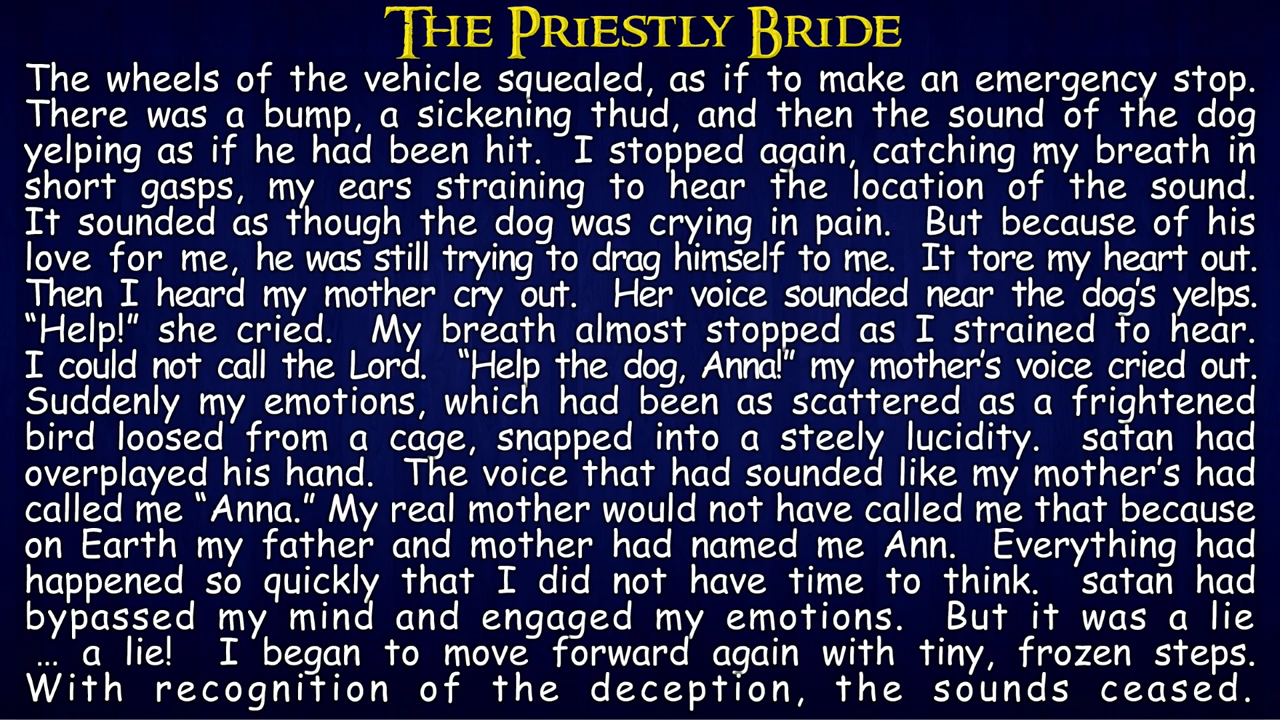 The Priestly Bride
The wheels of the vehicle squealed, as if to make an emergency stop.
There was a bump, a sickening thud, and then the sound of the dog
yelping as if he had been hit.  I stopped again, catching my breath in
short gasps, my ears straining to hear the location of the sound.
It sounded as though the dog was crying in pain.  But because of his
love for me, he was still trying to drag himself to me.  It tore my heart out.
Then I heard my mother cry out.  Her voice sounded near the dog’s yelps.
“Help!” she cried.  My breath almost stopped as I strained to hear.
I could not call the Lord.  “Help the dog, Anna!” my mother’s voice cried out.
Suddenly my emotions, which had been as scattered as a frightened
bird loosed from a cage, snapped into a steely lucidity.  satan had
overplayed his hand.  The voice that had sounded like my mother’s had
called me “Anna.” My real mother would not have called me that because
on Earth my father and mother had named me Ann.  Everything had
happened so quickly that I did not have time to think.  satan had
bypassed my mind and engaged my emotions.  But it was a lie
… a lie!  I began to move forward again with tiny, frozen steps.
With recognition of the deception, the sounds ceased.